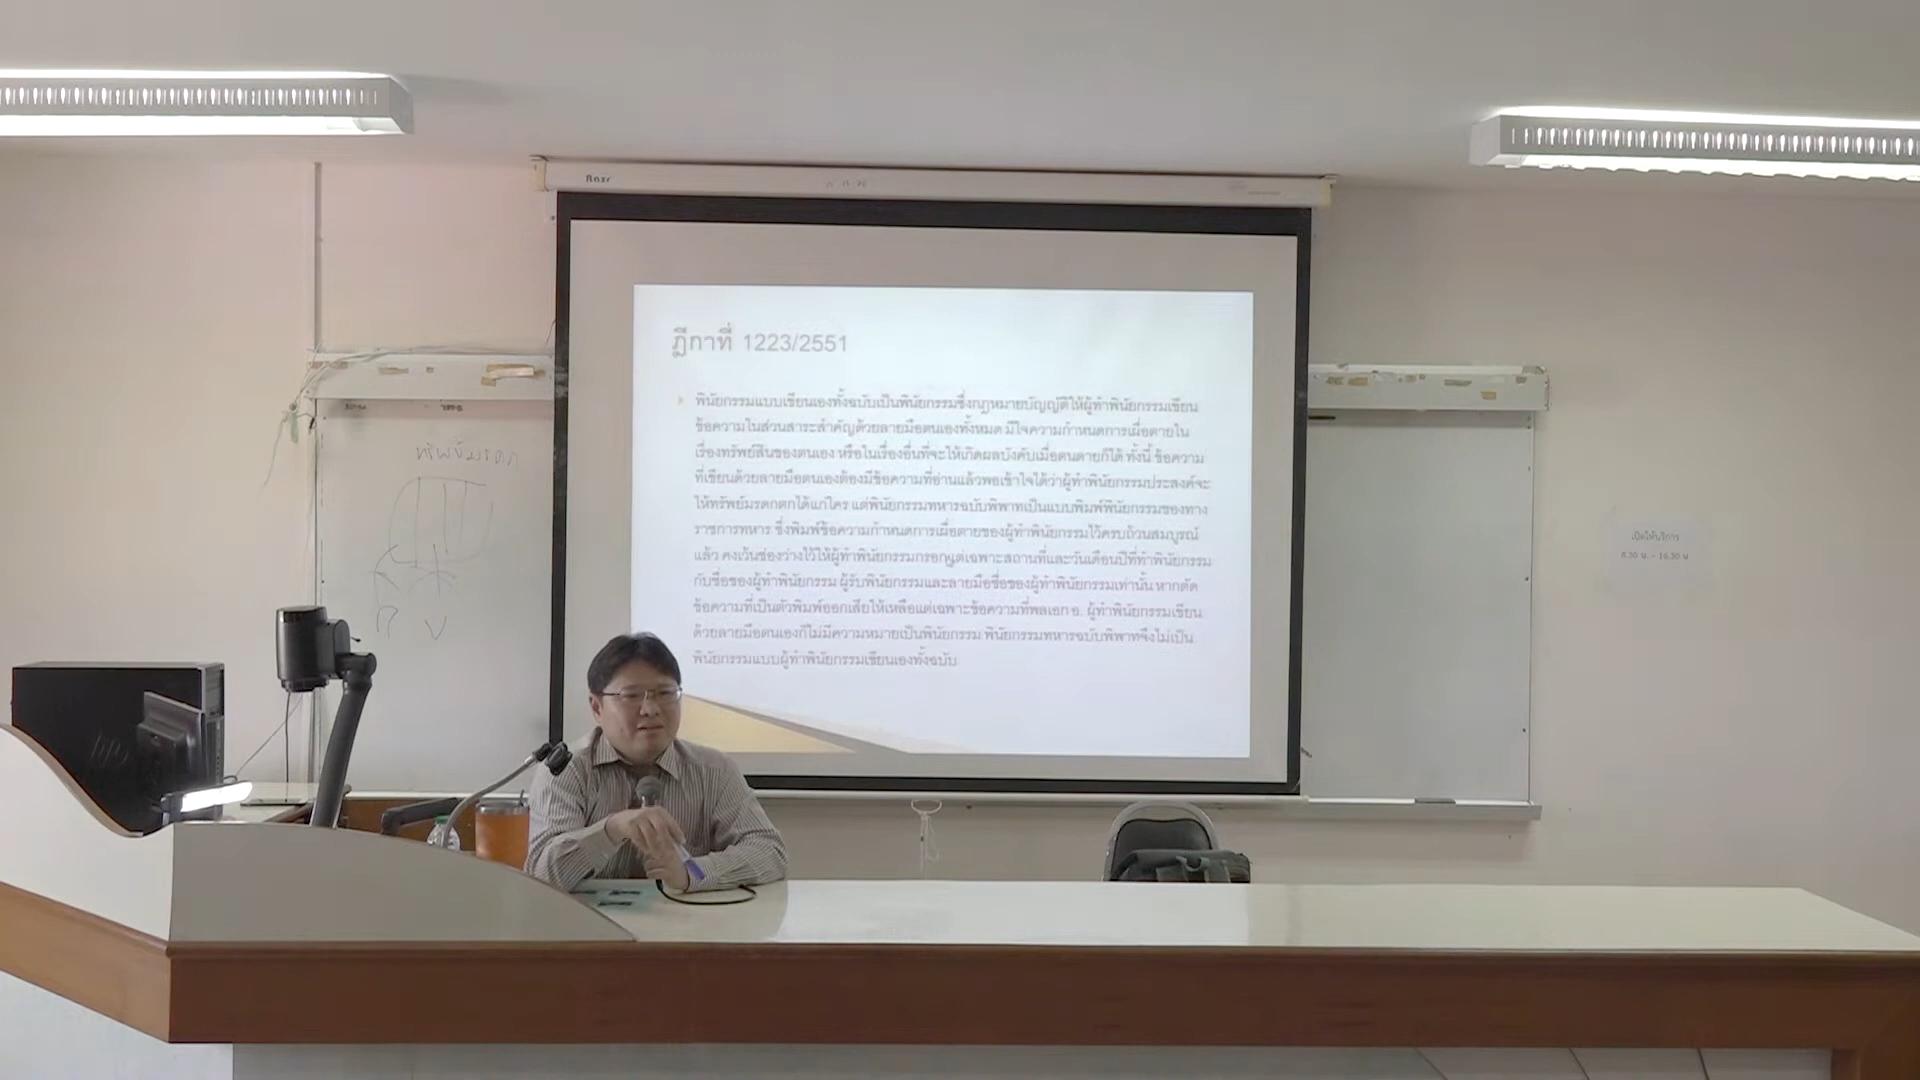 ฎีกาที่ 1223/2551
พินัยกรรมแบบเขียนเองทั้งฉบับเป็นพินัยกรรมซึ่งกฎหมายบัญญัติให้ผู้ทำพินัยกรรมเขียน
ข้อความในส่วนสาระสำคัญด้วยลายมือตนเองทั้งหมด มีใจความกำหนดการเผื่อตายใน
เรื่องทรัพย์สินของตนเอง หรือในเรื่องอื่นที่จะให้เกิดผลบังคับเมื่อตนตายก็ได้ ทั้งนี้ ข้อความ
ที่เขียนด้วยลายมือตนเองต้องมีข้อความที่อ่านแล้วพอเข้าใจได้ว่าผู้ทำพินัยกรรมประสงค์จะ
ให้ทรัพย์มรดกตกได้แก่ใคร แต่พินัยกรรมทหารฉบับพิพาทเป็นแบบพิมพ์พินัยกรรมของทาง
ราชการทหาร ซึ่งพิมพ์ข้อความกำหนดการเผื่อตายของผู้ทำพินัยกรรมไว้ครบถ้วนสมบูรณ์
แล้ว คงเว้นช่องว่างไว้ให้ผู้ทำพินัยกรรมกรอกแต่เฉพาะสถานที่และวันเดือนปีที่ทำพินัยกรรม
กับชื่อของผู้ทำพินัยกรรม ผู้รับพินัยกรรมและลายมือชื่อของผู้ทำพินัยกรรมเท่านั้น หากตัด
ข้อความที่เป็นตัวพิมพ์ออกเสียให้เหลือแต่เฉพาะข้อความที่พลเอก อ. ผู้ทำพินัยกรรมเขียน
ด้วยลายมือตนเองก็ไม่มีความหมายเป็นพินัยกรรม พินัยกรรมทหารฉบับพิพาทจึงไม่เป็น
พินัยกรรมแบบผู้ทำพินัยกรรมเขียนเองทั้งฉบับ
เปิดให้บริการ
8.30 น. - 16.30 น
hp